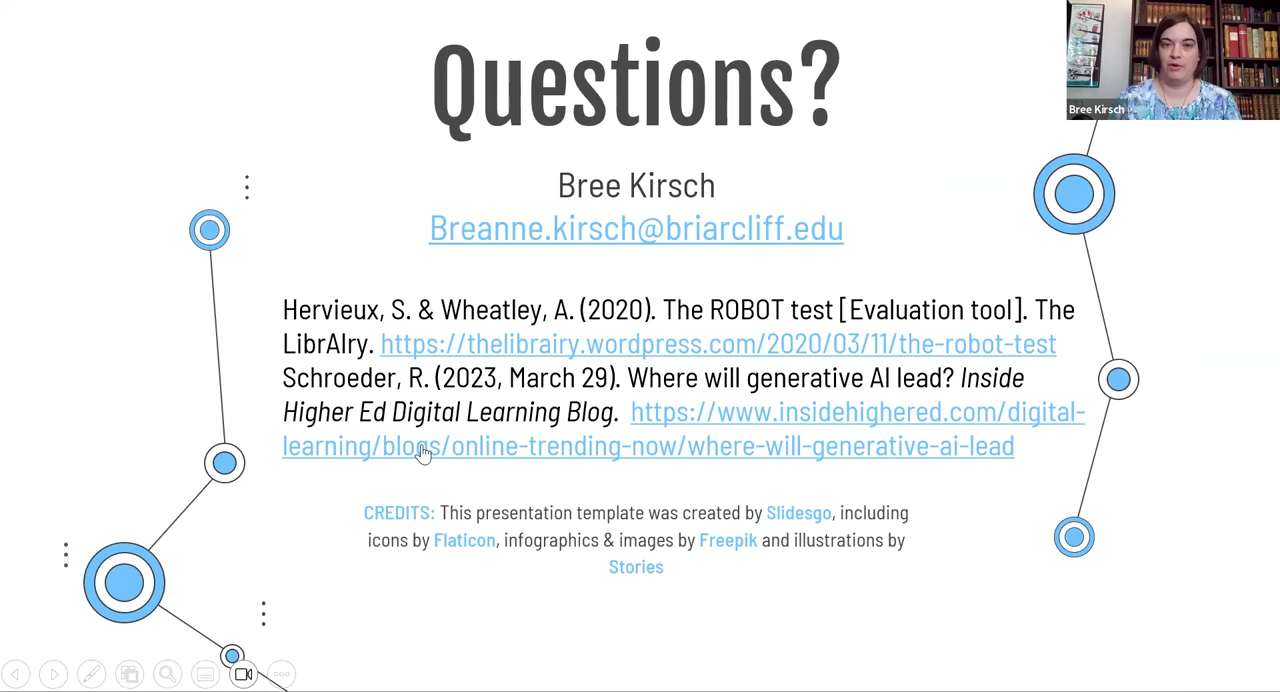 Questions?
Bree Kirsch
Bree Kirsch
Breanne.kirsch@briarcliff.edu
Hervieux, S. & Wheatley, A. (2020). The ROBOT test [Evaluation tool]. The
LibrAIry. https://thelibrairy.wordpress.com/2020/03/11/the-robot-test
Schroeder, R. (2023, March 29). Where will generative AI lead? Inside
Higher Ed Digital Learning Blog. https://www.insidehighered.com/digital-
learning/blogs/online-trending-now/where-will-generative-ai-lead
CREDITS: This presentation template was created by Slidesgo, including
icons by Flaticon, infographics & images by Freepik and illustrations by
Stories